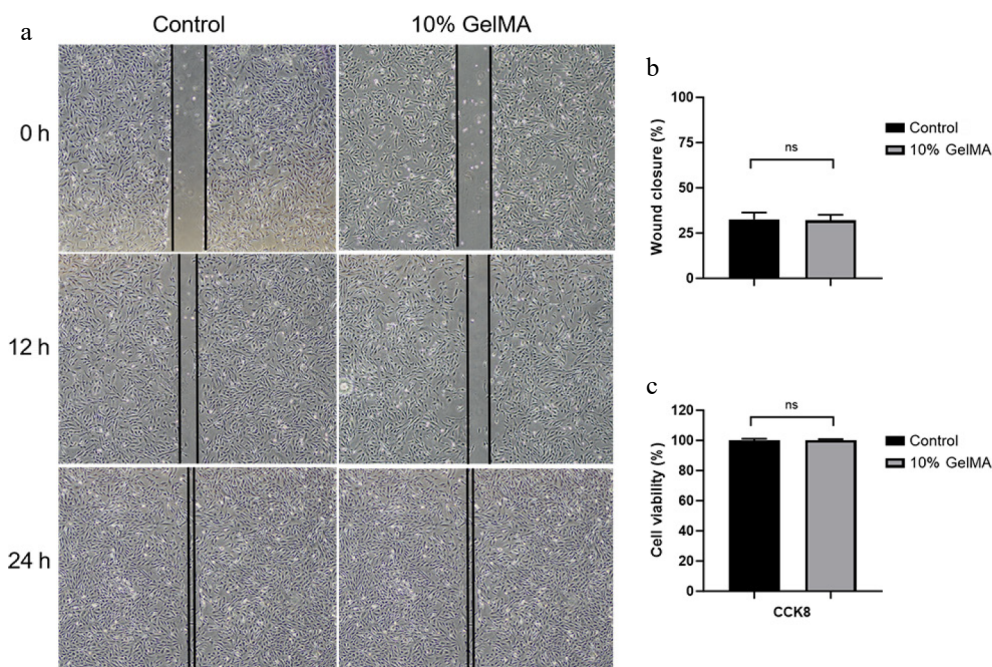 a
Control
10% GelMA
0 h
12 h
24 h
b
100
75
50
25
0
Wound closure (%)
ns
Control
10% GelMA
c
120
100
80
60
40
20
0
Cell viability (%)
ns
Control
10% GelMA
CCK8